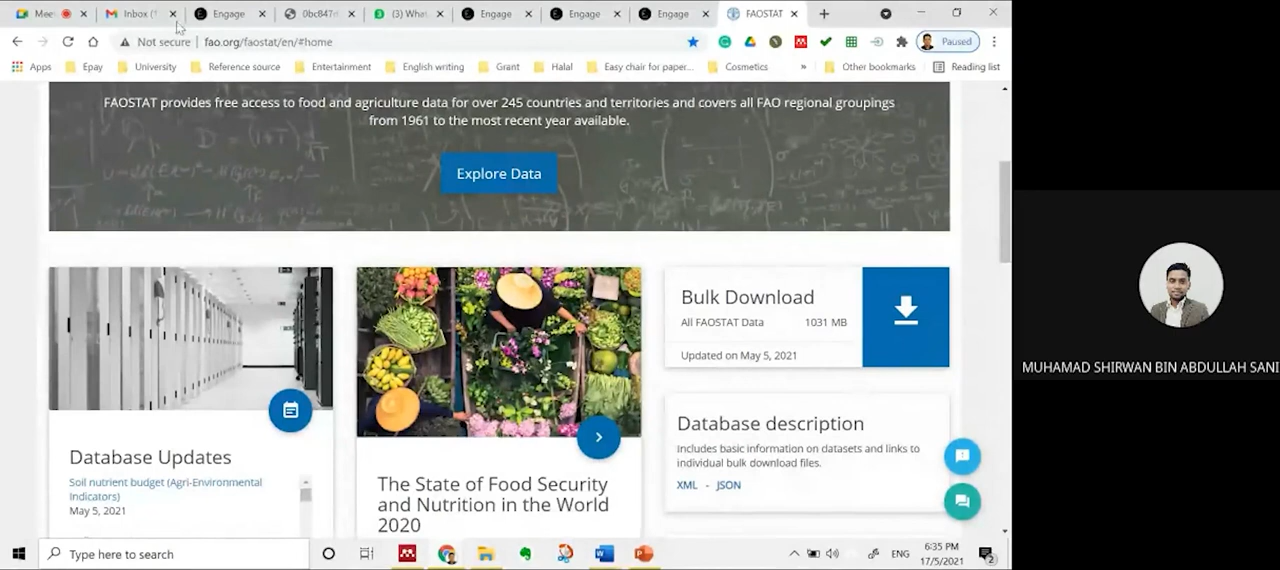 Mee
Inbox (1
Engage
0bc847
(3) What
Engage
Engage
Engage
FAOSTAT
Not secure | fao.org/faostat/en/#home
Paused
Apps
Epay
University
Reference source
Entertainment
English writing
Grant
Halal
Easy chair for paper...
Cosmetics
»
Other bookmarks
Reading list
FAOSTAT provides free access to food and agriculture data for over 245 countries and territories and covers all FAO regional groupings
from 1961 to the most recent year available.
Explore Data
Bulk Download
All FAOSTAT Data 1031 MB
Updated on May 5, 2021
Database description
Includes basic information on datasets and links to
individual bulk download files.
XML - JSON
Database Updates
Soil nutrient budget (Agri-Environmental
Indicators)
May 5, 2021
The State of Food Security
and Nutrition in the World
2020
MUHAMAD SHIRWAN BIN ABDULLAH SANI
Type here to search
ENG
6:35 PM
17/5/2021
2